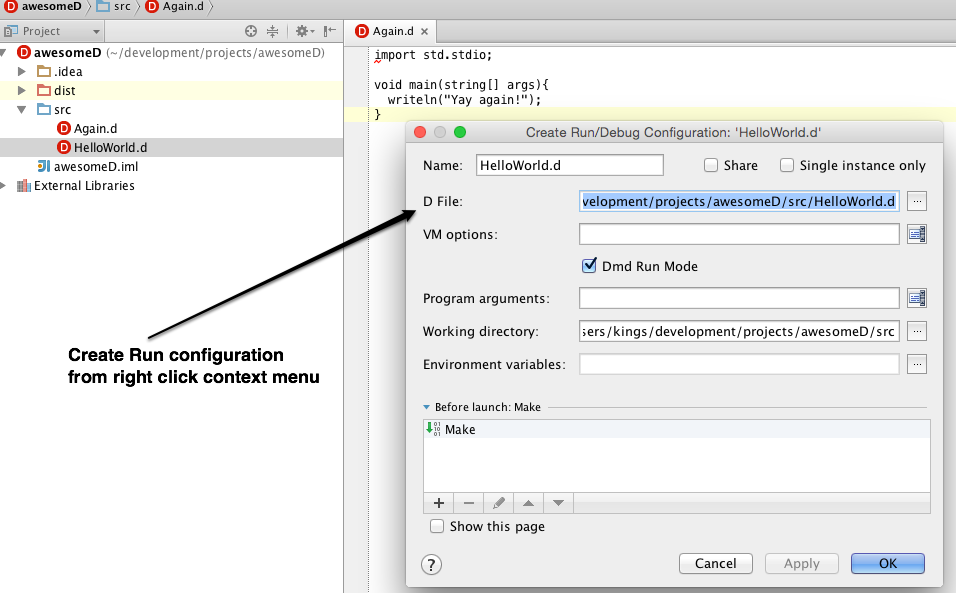 awesomeD src Again.d
Project
Again.d
awesomeD (~/development/projects/awesomeD)
.idea
dist
src
Again.d
HelloWorld.d
awesomeD.iml
External Libraries
import std.stdio;
void main(string[] args){
writeln("Yay again!");
}
Create Run configuration
from right click context menu
Create Run/Debug Configuration: 'HelloWorld.d'
Name: HelloWorld.d Share Single instance only
D File: velopment/projects/awesomeD/src/HelloWorld.d ...
VM options:
Dmd Run Mode
Program arguments:
Working directory: sers/kings/development/projects/awesomeD/src ...
Environment variables: ...
Before launch: Make
Make
Show this page
? Cancel Apply OK